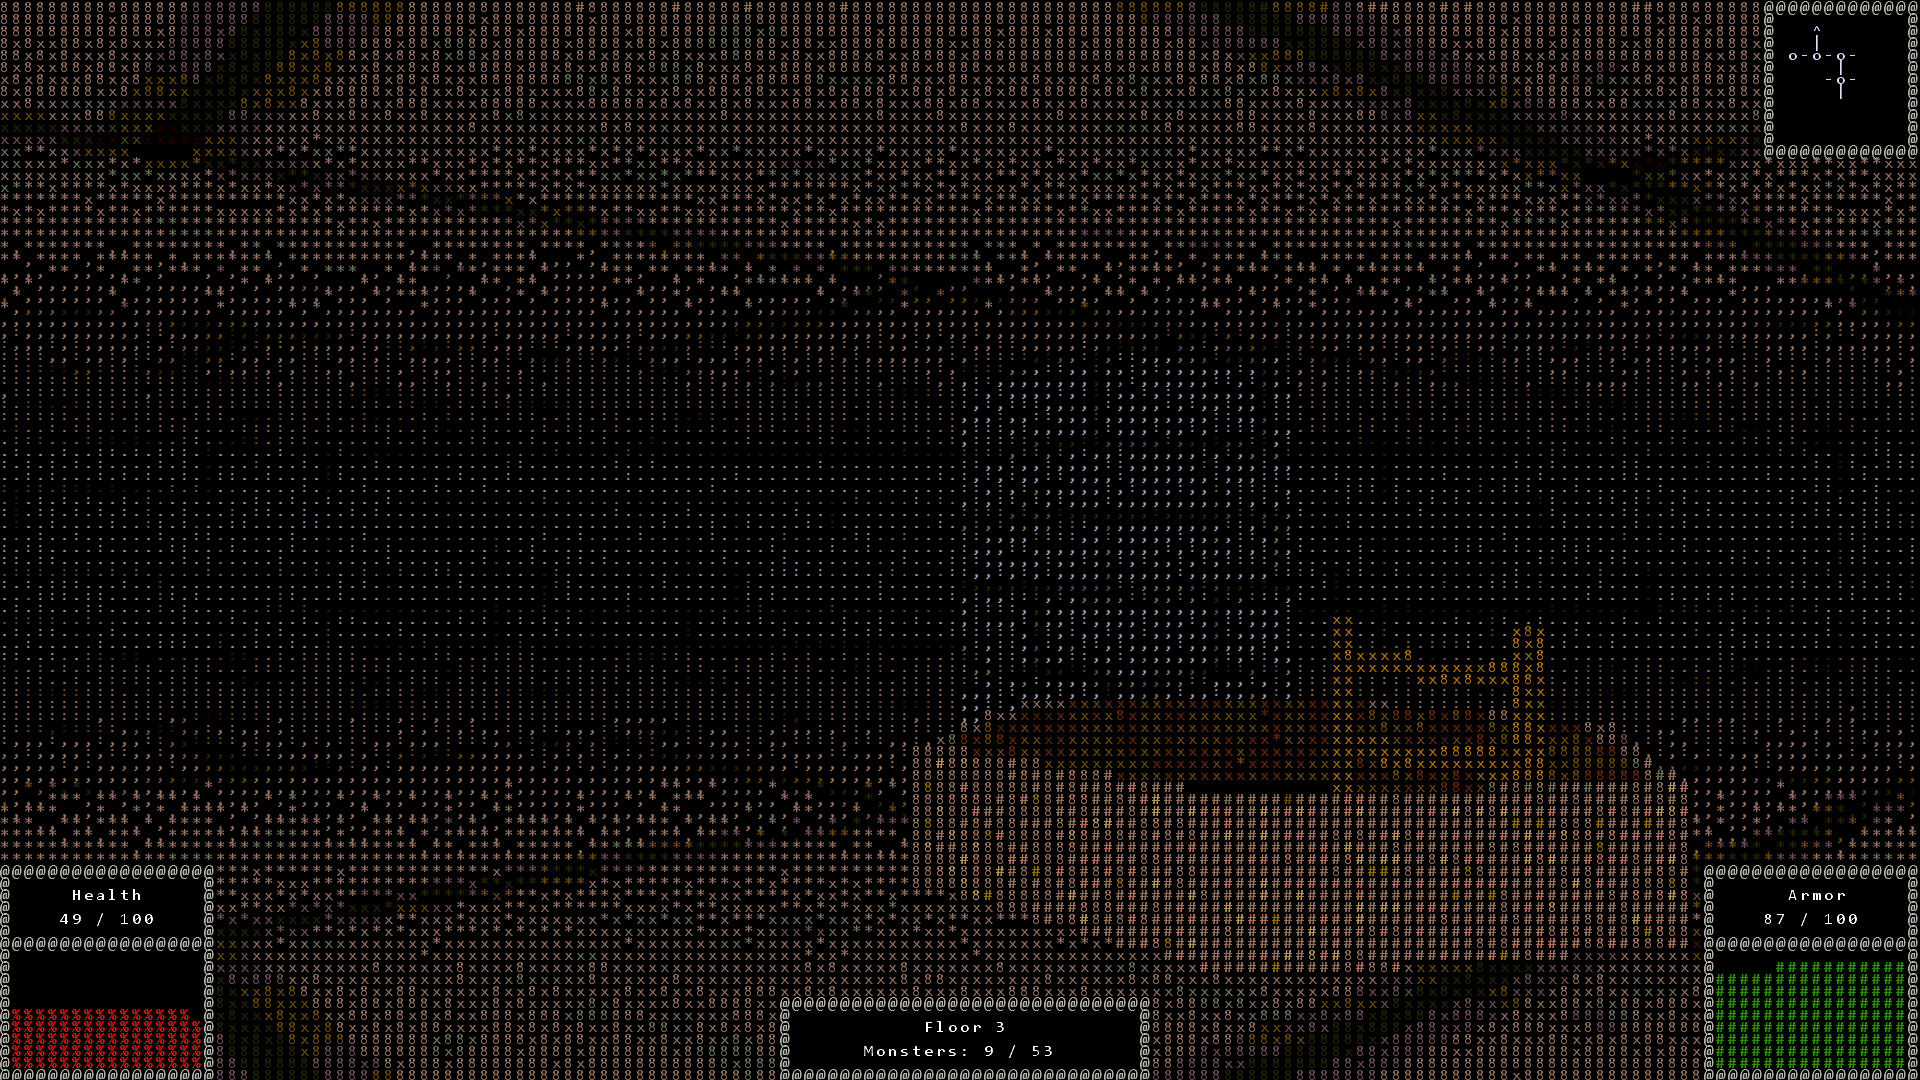 Health
49 / 100
Armor
87 / 100
Floor 3
Monsters: 9 / 53